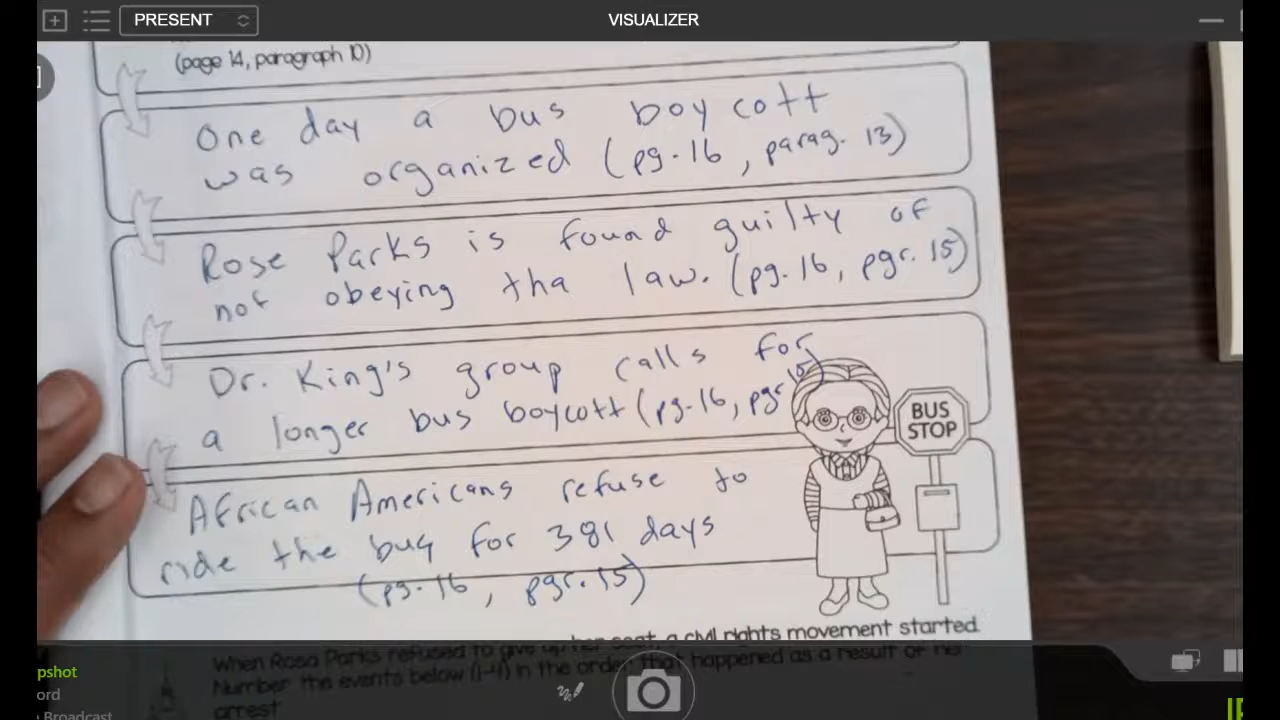 PRESENT
VISUALIZER
(page 14, paragraph 10)
One day a bus boycott
was organized (pg. 16, parag. 13)
Rose Parks is found guilty of
not obeying tha law. (pg. 16, pgr. 15)
Dr. King's group calls for
a longer bus boycott (pg. 16, pgr 15)
BUS
STOP
African Americans refuse to
ride the bus for 381 days
(pg. 16, pgr. 15)
her seat, a civil rights movement started.
When Rosa Parks refused to give up
Number the events below (1-4) in the order that happened as a result of
arrest
pshot
ord
e Broadcast